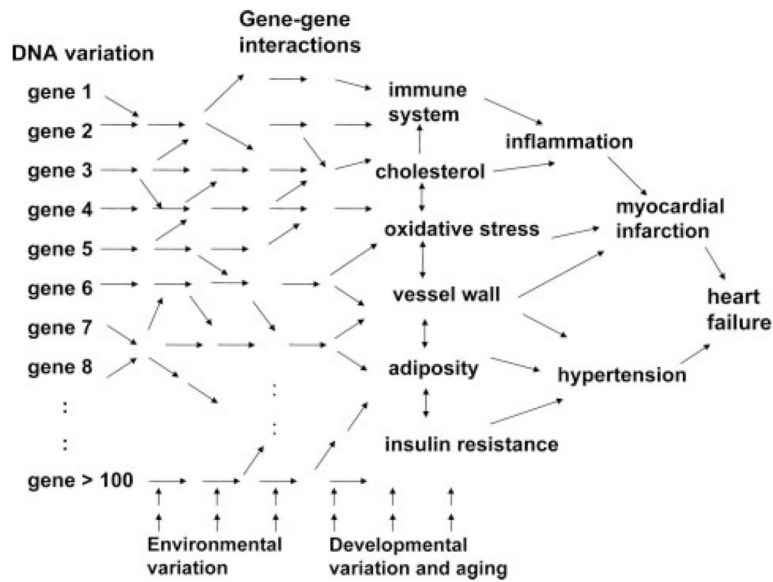 Gene-gene
interactions
DNA variation
gene 1
gene 2
gene 3
gene 4
gene 5
gene 6
gene 7
gene 8
:
:
gene > 100
:
:
immune
system
cholesterol
oxidative stress
vessel wall
adiposity
insulin resistance
inflammation
myocardial
infarction
hypertension
heart
failure
Environmental
variation
Developmental
variation and aging